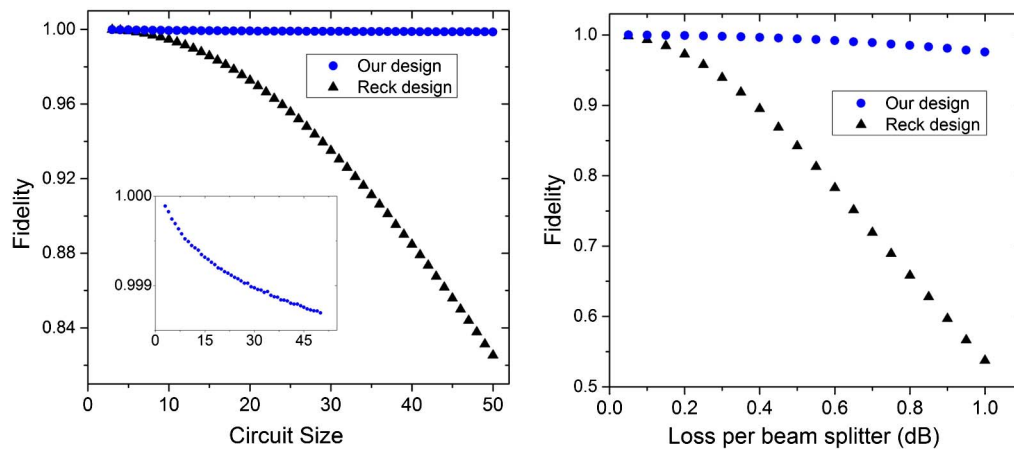 1.00
0.96
0.92
0.88
0.84
Fidelity
Our design
Reck design
1.000
0.999
0 15 30 45
0 10 20 30 40 50
Circuit Size
1.0
0.9
0.8
0.7
0.6
0.5
Fidelity
Our design
Reck design
0.0 0.2 0.4 0.6 0.8 1.0
Loss per beam splitter (dB)